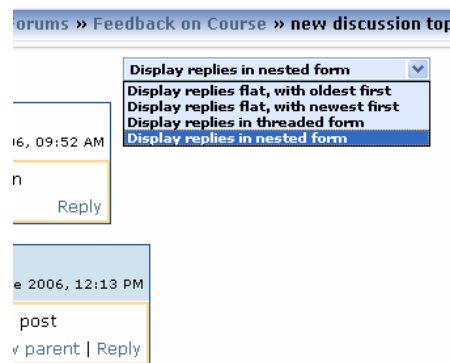 orums » Feedback on Course » new discussion top
Display replies in nested form
Display replies flat, with oldest first
Display replies flat, with newest first
Display replies in threaded form
Display replies in nested form
06, 09:52 AM
n
Reply
e 2006, 12:13 PM
post
parent | Reply